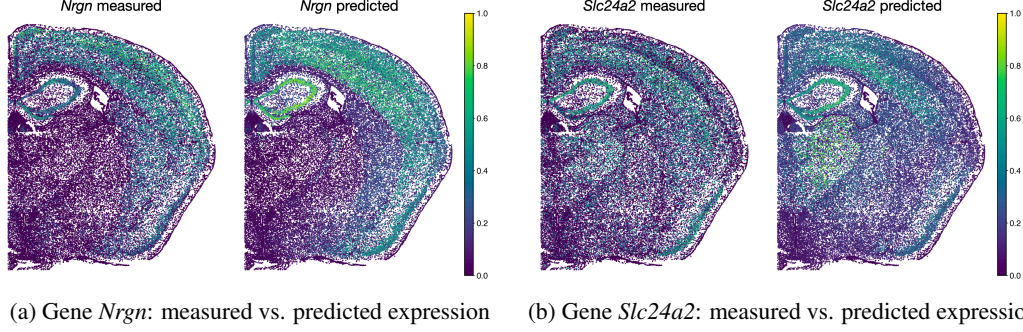 Nrgn measured
Nrgn predicted
1.0
0.8
0.6
0.4
0.2
0.0
Slc24a2 measured
Slc24a2 predicted
1.0
0.8
0.6
0.4
0.2
0.0
(a) Gene Nrgn: measured vs. predicted expression
(b) Gene Slc24a2: measured vs. predicted expressio